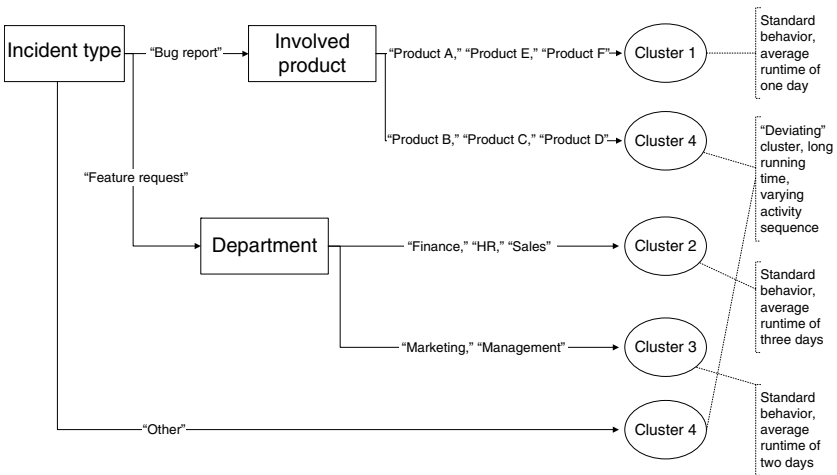 Incident type
“Bug report”
Involved
product
“Product A,” “Product E,” “Product F”
Cluster 1
Standard
behavior,
average
runtime of
one day
“Product B,” “Product C,” “Product D”
Cluster 4
“Deviating”
cluster, long
running
time,
varying
activity
sequence
“Feature request”
Department
“Finance,” “HR,” “Sales”
Cluster 2
Standard
behavior,
average
runtime of
three days
“Marketing,” “Management”
Cluster 3
Standard
behavior,
average
runtime of
two days
“Other”
Cluster 4